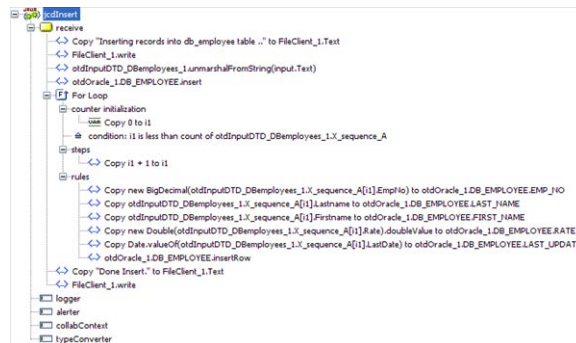 jcdInsert
receive
Copy "Inserting records into db_employee table .." to FileClient_1.Text
FileClient_1.write
otdInputDTD_DBemployees_1.unmarshalFromString(input.Text)
otdOracle_1.DB_EMPLOYEE.insert
For Loop
counter initialization
Copy 0 to i1
condition: i1 is less than count of otdInputDTD_DBemployees_1.X_sequence_A
steps
Copy i1 + 1 to i1
rules
Copy new BigDecimal(otdInputDTD_DBemployees_1.X_sequence_A[i1].EmpNo) to otdOracle_1.DB_EMPLOYEE.EMP_NO
Copy otdInputDTD_DBemployees_1.X_sequence_A[i1].Lastname to otdOracle_1.DB_EMPLOYEE.LAST_NAME
Copy otdInputDTD_DBemployees_1.X_sequence_A[i1].Firstname to otdOracle_1.DB_EMPLOYEE.FIRST_NAME
Copy new Double(otdInputDTD_DBemployees_1.X_sequence_A[i1].Rate).doubleValue to otdOracle_1.DB_EMPLOYEE.RATE
Copy Date.valueOf(otdInputDTD_DBemployees_1.X_sequence_A[i1].LastDate) to otdOracle_1.DB_EMPLOYEE.LAST_UPDAT
otdOracle_1.DB_EMPLOYEE.insertRow
Copy "Done Insert." to FileClient_1.Text
FileClient_1.write
logger
alerter
collabContext
typeConverter